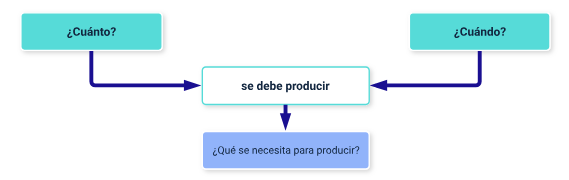 ¿Cuánto?
¿Cuándo?
se debe producir
¿Qué se necesita para producir?